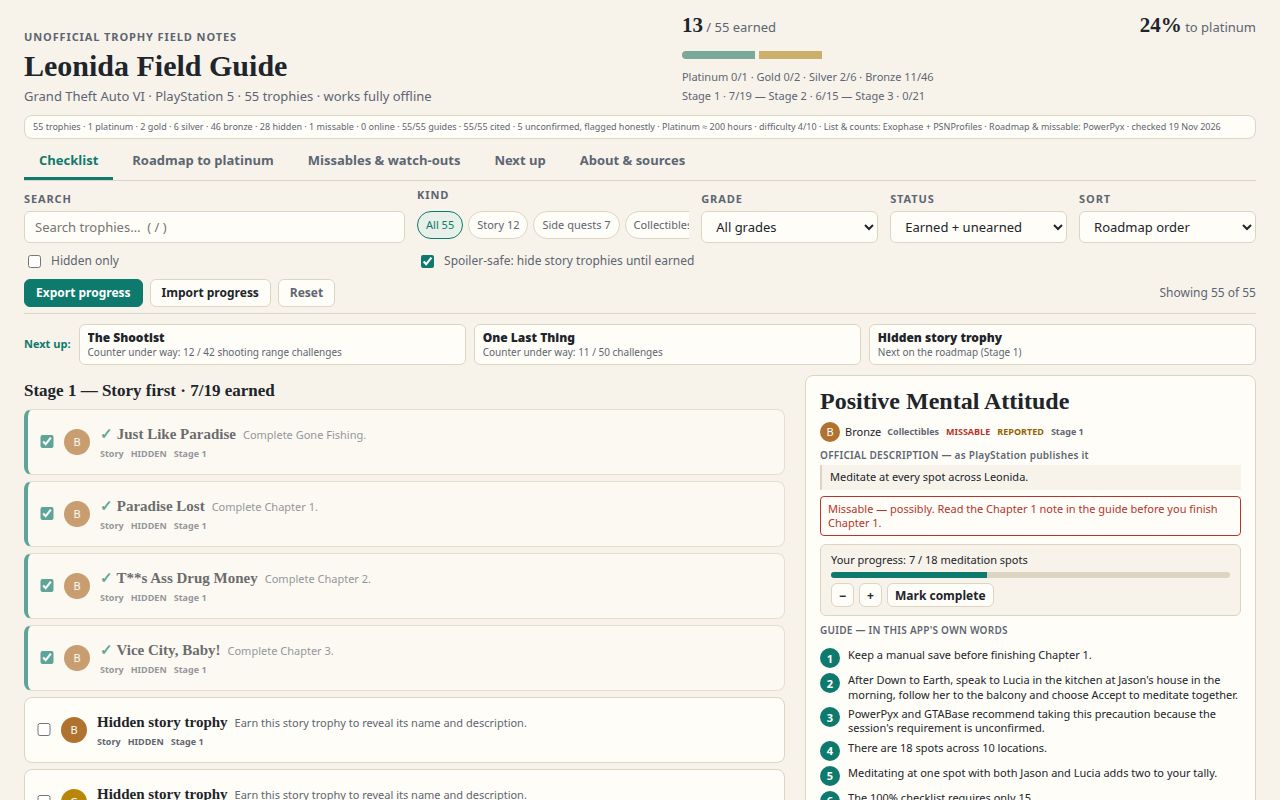 UNOFFICIAL TROPHY FIELD NOTES
Leonida Field Guide
Grand Theft Auto VI · PlayStation 5 · 55 trophies · works fully offline
13 / 55 earned
24% to platinum
Platinum 0/1 · Gold 0/2 · Silver 2/6 · Bronze 11/46
Stage 1 · 7/19 — Stage 2 · 6/15 — Stage 3 · 0/21
55 trophies · 1 platinum · 2 gold · 6 silver · 46 bronze · 28 hidden · 1 missable · 0 online · 55/55 guides · 55/55 cited · 5 unconfirmed, flagged honestly · Platinum ≈ 200 hours · difficulty 4/10 · List & counts: Exophase + PSNProfiles · Roadmap & missable: PowerPyx · checked 19 Nov 2026
Checklist Roadmap to platinum Missables & watch-outs Next up About & sources
SEARCH KIND GRADE STATUS SORT
Search trophies… ( / ) All 55 Story 12 Side quests 7 Collectibles All grades Earned + unearned Roadmap order
Hidden only Spoiler-safe: hide story trophies until earned
Export progress Import progress Reset Showing 55 of 55
Next up:
The Shootist
Counter under way: 12 / 42 shooting range challenges
One Last Thing
Counter under way: 11 / 50 challenges
Hidden story trophy
Next on the roadmap (Stage 1)
Stage 1 — Story first · 7/19 earned
B ✓ Just Like Paradise Complete Gone Fishing.
Story HIDDEN Stage 1
B ✓ Paradise Lost Complete Chapter 1.
Story HIDDEN Stage 1
B ✓ T**s Ass Drug Money Complete Chapter 2.
Story HIDDEN Stage 1
B ✓ Vice City, Baby! Complete Chapter 3.
Story HIDDEN Stage 1
B Hidden story trophy Earn this story trophy to reveal its name and description.
Story HIDDEN Stage 1
Hidden story trophy Earn this story trophy to reveal its name and description.
Positive Mental Attitude
B Bronze Collectibles MISSABLE REPORTED Stage 1
OFFICIAL DESCRIPTION — as PlayStation publishes it
Meditate at every spot across Leonida.
Missable — possibly. Read the Chapter 1 note in the guide before you finish
Chapter 1.
Your progress: 7 / 18 meditation spots
− + Mark complete
GUIDE — IN THIS APP'S OWN WORDS
1 Keep a manual save before finishing Chapter 1.
2 After Down to Earth, speak to Lucia in the kitchen at Jason's house in the
morning, follow her to the balcony and choose Accept to meditate together.
3 PowerPyx and GTABase recommend taking this precaution because the
session's requirement is unconfirmed.
4 There are 18 spots across 10 locations.
5 Meditating at one spot with both Jason and Lucia adds two to your tally.
6 The 100% checklist requires only 15